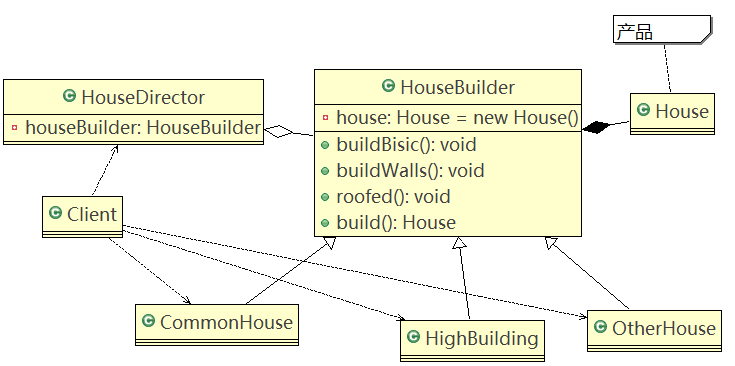 产品
HouseBuilder
HouseDirector
House
house: House = new House()
houseBuilder: HouseBuilder
buildBisic(): void
buildWalls(): void
roofed(): void
build(): House
Client
CommonHouse
HighBuilding
OtherHouse